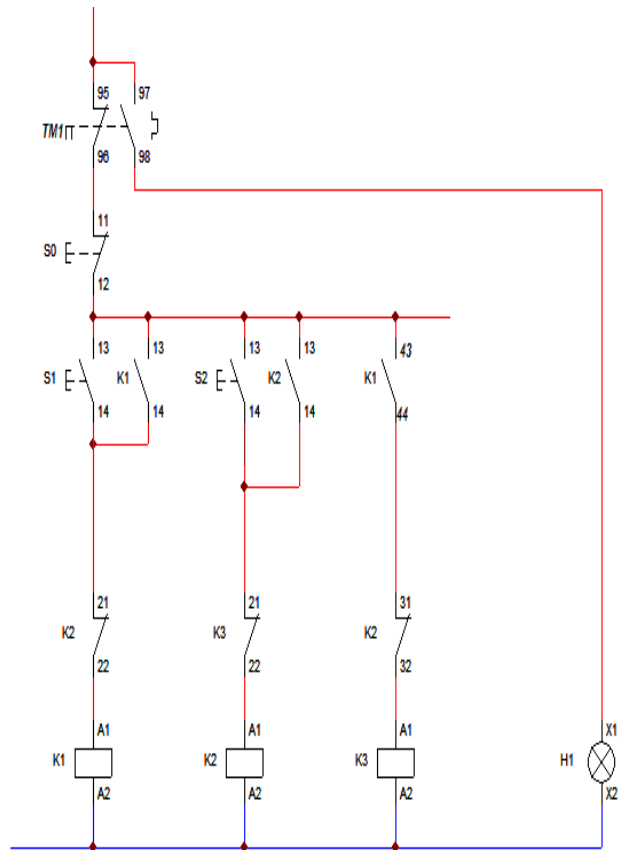 95 97
TM1
96 98
11
S0
12
13 13 13 13 43
S1 K1 S2 K2 K1
14 14 14 14 44
21 21 31
K2 K3 K2
22 22 32
A1 A1 A1 X1
K1 K2 K3 H1
A2 A2 A2 X2